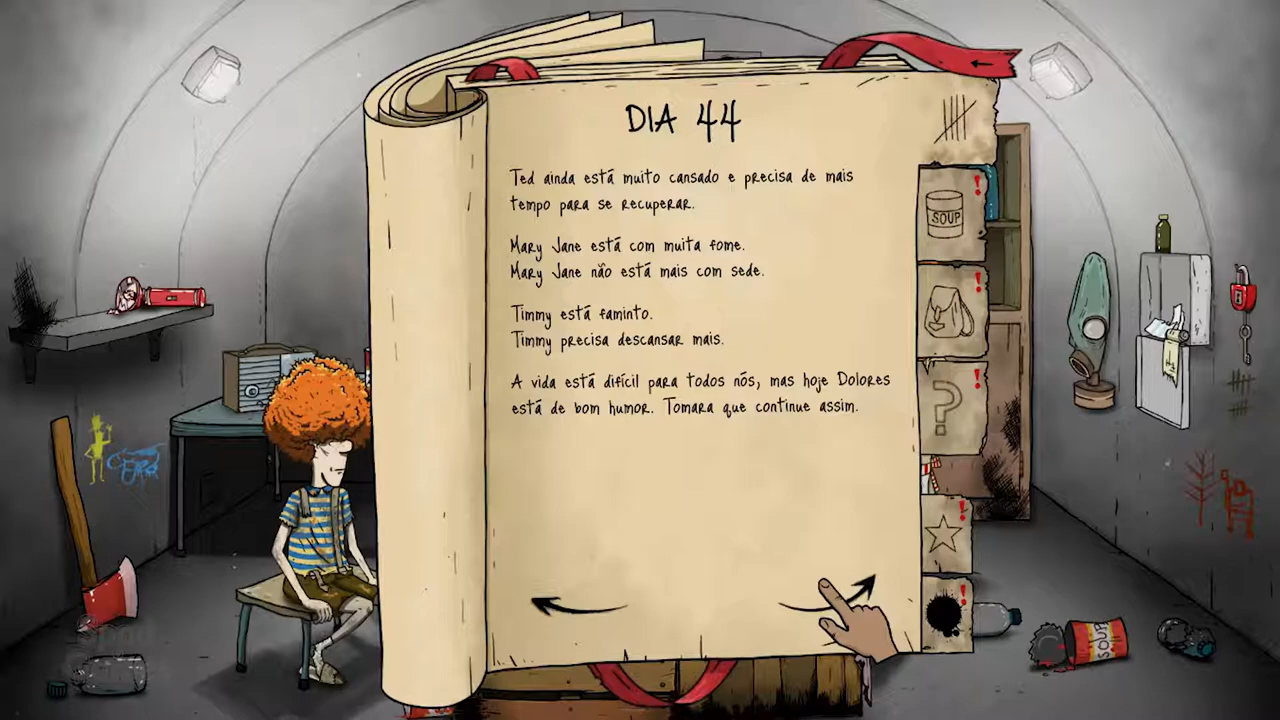 DIA 44
Ted ainda está muito cansado e precisa de mais
tempo para se recuperar.
Mary Jane está com muita fome.
Mary Jane não está mais com sede.
Timmy está faminto.
Timmy precisa descansar mais.
A vida está difícil para todos nós, mas hoje Dolores
está de bom humor. Tomara que continue assim.
SOUP
SOUP